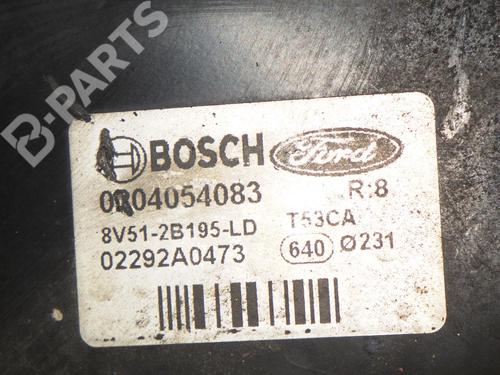 B-PARTS
BOSCH
Ford
0204054083
R:8
8V51-2B195-LD
T53CA
02292A0473
640
Ø231